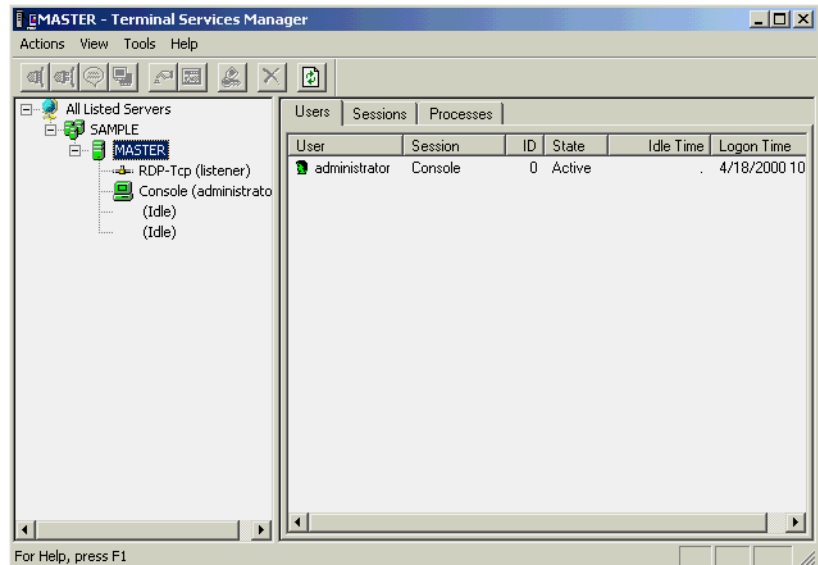 MASTER - Terminal Services Manager
Actions View Tools Help
All Listed Servers
SAMPLE
MASTER
RDP-Tcp (listener)
Console (administrato
(Idle)
(Idle)
Users Sessions Processes
User Session ID State Idle Time Logon Time
administrator Console 0 Active . 4/18/2000 10
For Help, press F1